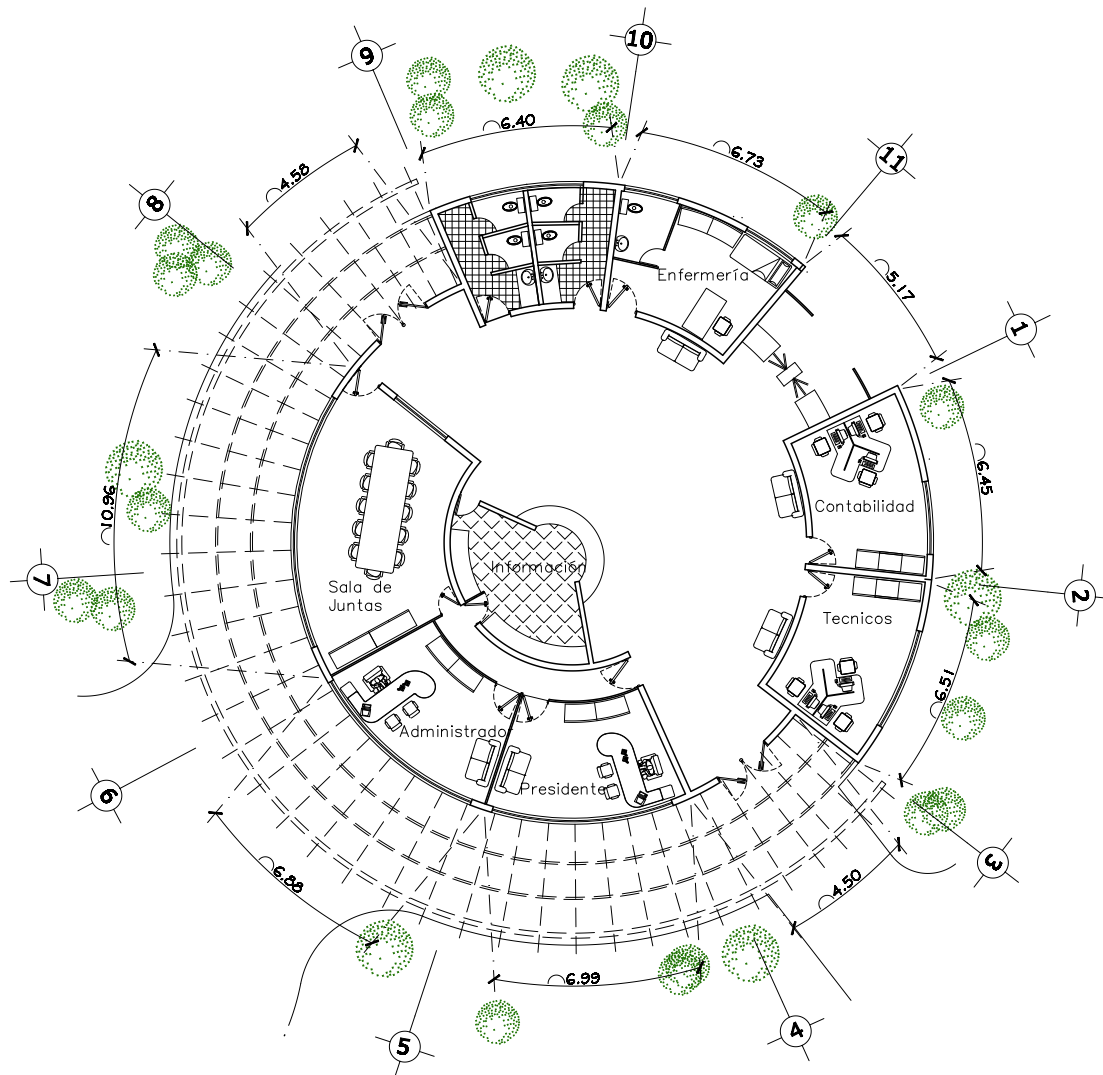 10
9
6.40
6.73
11
4.58
8
Enfermería
5.17
1
6.45
10.96
Contabilidad
7
Información
Sala de
Juntas
2
Tecnicos
6.51
Administrador
Presidente
6
3
6.88
4.50
6.99
4
5